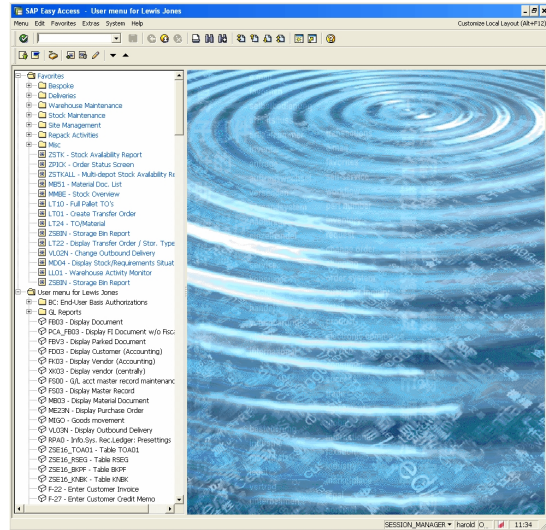 SAP Easy Access - User menu for Lewis Jones
Menu Edit Favorites Extras System Help
Customize Local Layout (Alt+F12)
Favorites
Bespoke
Deliveries
Warehouse Maintenance
Stock Maintenance
Site Management
Repack Activities
Misc
ZSTK - Stock Availability Report
ZPICK - Order Status Screen
ZSTKALL - Multi-depot Stock Availability Re
MB51 - Material Doc. List
MMBE - Stock Overview
LT10 - Full Pallet TO's
LT01 - Create Transfer Order
LT24 - TO/Material
ZSBIN - Storage Bin Report
LT22 - Display Transfer Order / Stor. Type
VL02N - Change Outbound Delivery
MD04 - Display Stock/Requirements Situat
LL01 - Warehouse Activity Monitor
ZSBIN - Storage Bin Report
User menu for Lewis Jones
BC: End-User Basis Authorizations
GL Reports
FB03 - Display Document
PCA_FB03 - Display FI Document w/o Fisc
FBV3 - Display Parked Document
FD03 - Display Customer (Accounting)
FK03 - Display Vendor (Accounting)
XK03 - Display vendor (centrally)
FS00 - G/L acct master record maintenanc
FS03 - Display Master Record
MB03 - Display Material Document
ME23N - Display Purchase Order
MIGO - Goods movement
VL03N - Display Outbound Delivery
RPA0 - Info.Sys. Rec.Ledger: Presettings
ZSE16_TOA01 - Table TOA01
ZSE16_RSEG - Table RSEG
ZSE16_BKPF - Table BKPF
ZSE16_KNBK - Table KNBK
F-22 - Enter Customer Invoice
F-27 - Enter Customer Credit Memo
SESSION_MANAGER harold O 11:34